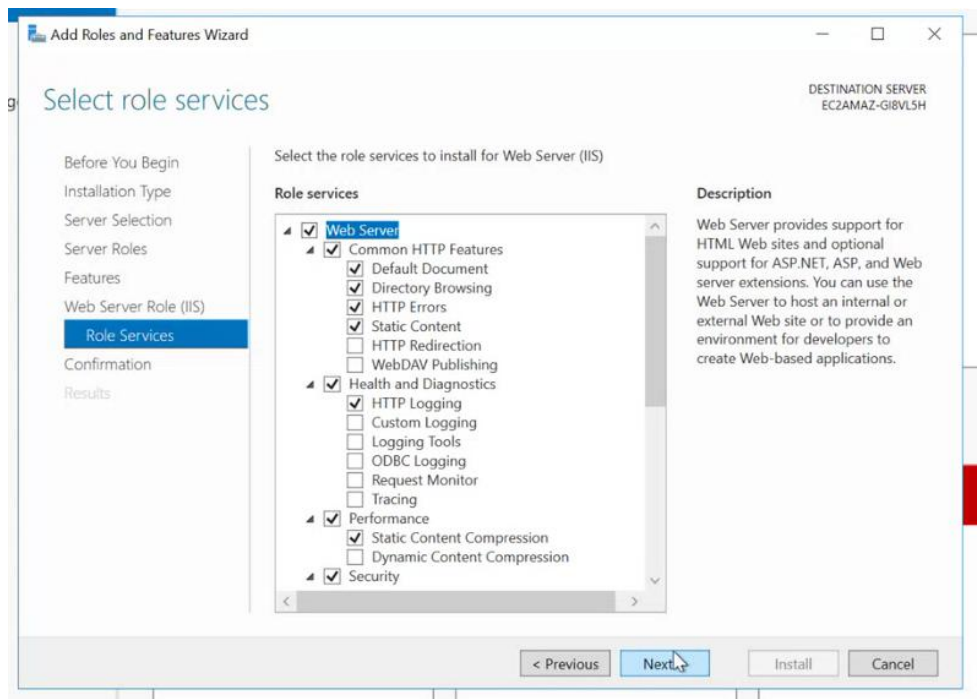 Add Roles and Features Wizard
Select role services
DESTINATION SERVER
EC2AMAZ-GI8VL5H
Before You Begin
Installation Type
Server Selection
Server Roles
Features
Web Server Role (IIS)
Role Services
Confirmation
Results
Select the role services to install for Web Server (IIS)
Role services
Web Server
Common HTTP Features
Default Document
Directory Browsing
HTTP Errors
Static Content
HTTP Redirection
WebDAV Publishing
Health and Diagnostics
HTTP Logging
Custom Logging
Logging Tools
ODBC Logging
Request Monitor
Tracing
Performance
Static Content Compression
Dynamic Content Compression
Security
Description
Web Server provides support for
HTML Web sites and optional
support for ASP.NET, ASP, and Web
server extensions. You can use the
Web Server to host an internal or
external Web site or to provide an
environment for developers to
create Web-based applications.
< Previous
Next >
Install
Cancel